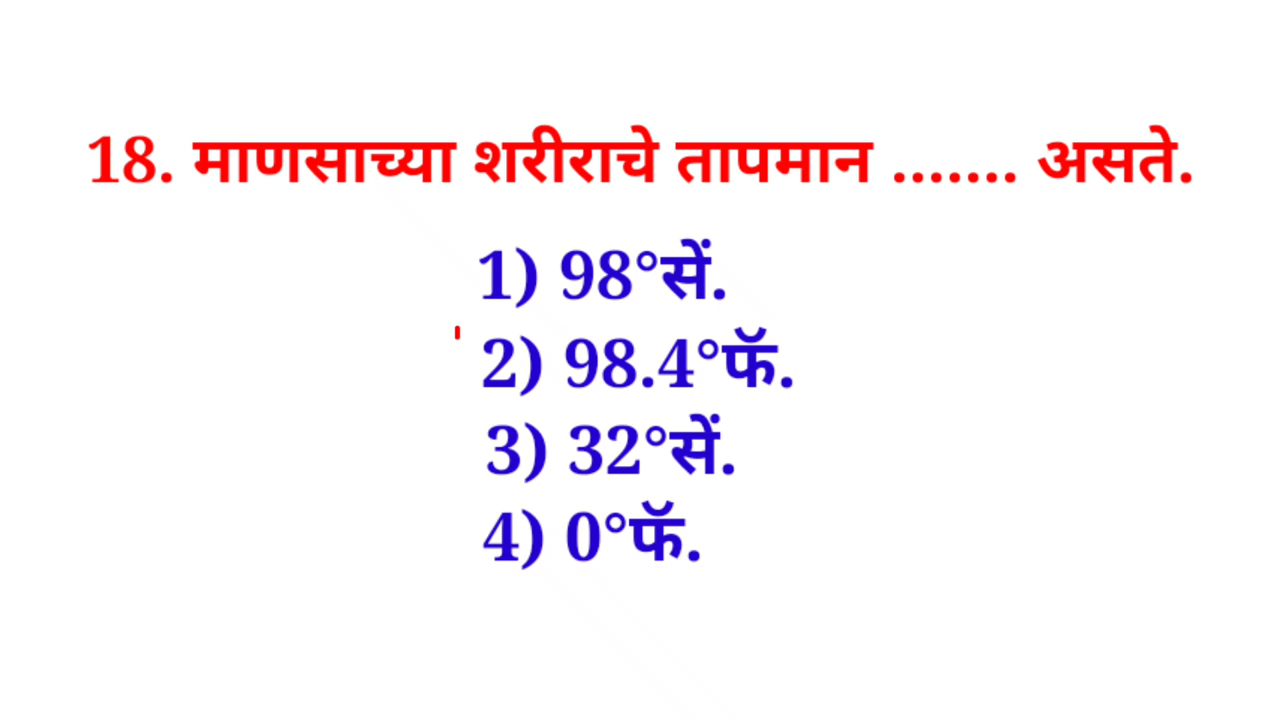 18. माणसाच्या शरीराचे तापमान ....... असते.
1) 98°सें.
2) 98.4°फॅ.
3) 32°सें.
4) 0°फॅ.